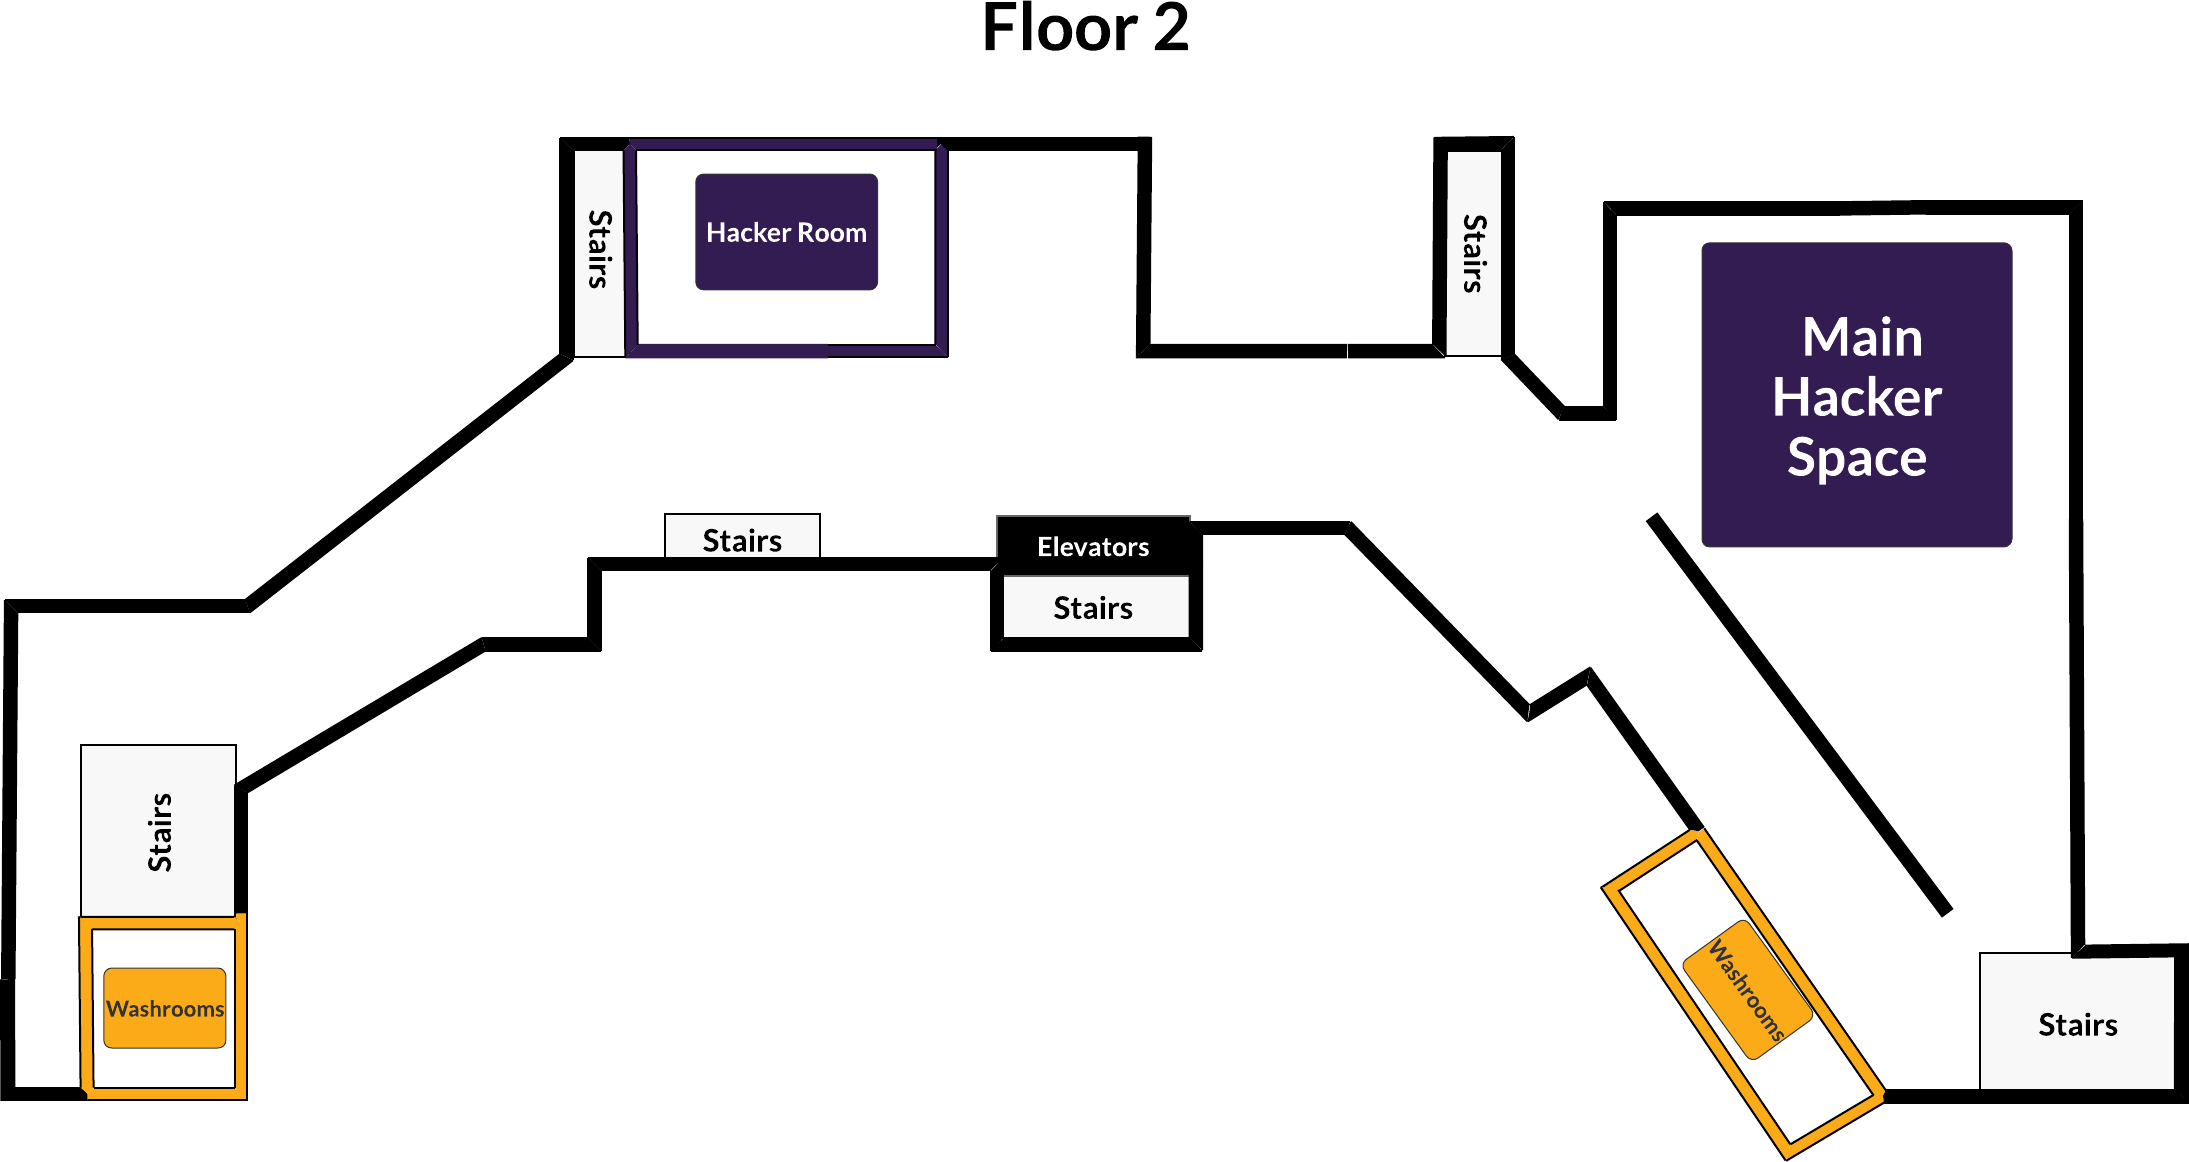 Floor 2
Stairs
Hacker Room
Stairs
Main
Hacker
Space
Stairs
Elevators
Stairs
Stairs
Washrooms
Washrooms
Stairs